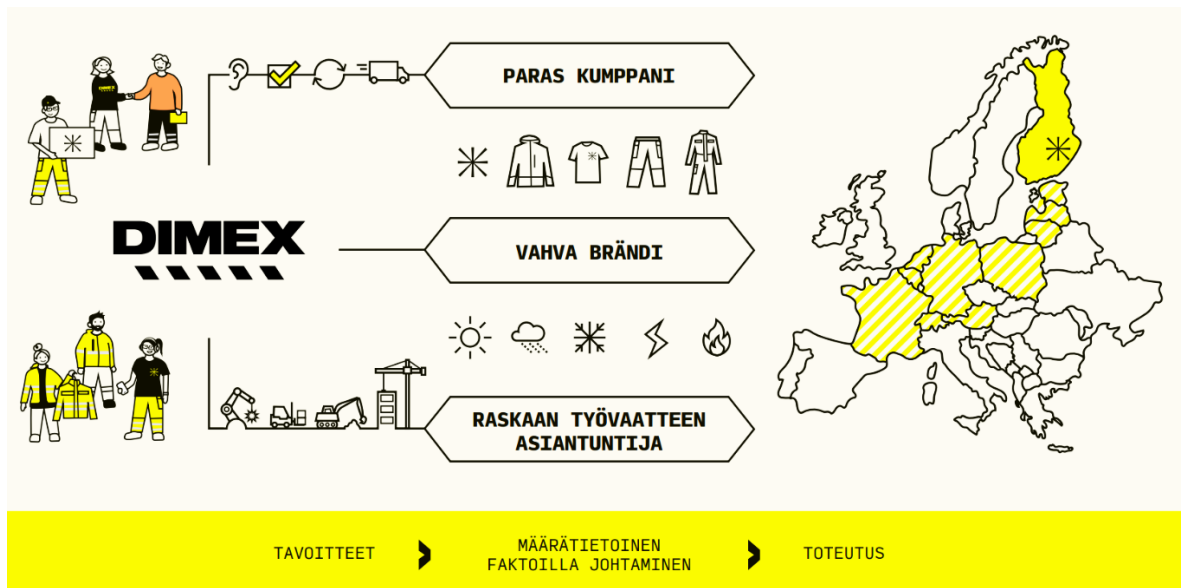 PARAS KUMPPANI
DIMEX
VAHVA BRÄNDI
RASKAAN TYÖVAATTEEN
ASIANTUNTIJA
TAVOITTEET
MÄÄRÄTIETOINEN
FAKTOILLA JOHTAMINEN
TOTEUTUS